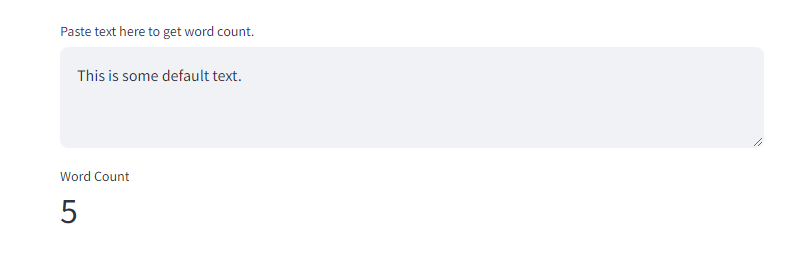 Paste text here to get word count.
This is some default text.
Word Count
5